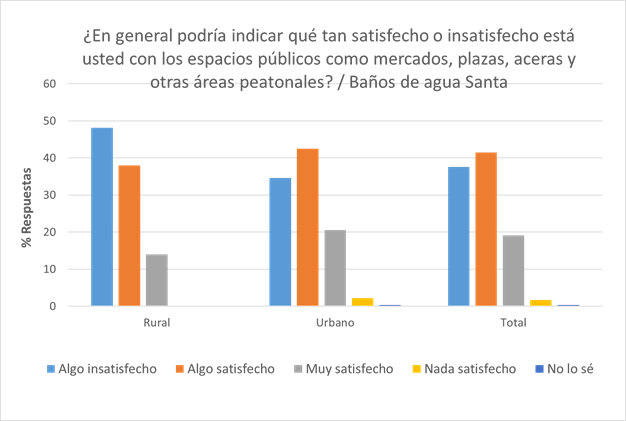 ¿En general podría indicar qué tan satisfecho o insatisfecho está
usted con los espacios públicos como mercados, plazas, aceras y
otras áreas peatonales? / Baños de agua Santa
60
50
40
30
20
10
0
% Respuestas
Rural
Urbano
Total
Algo insatisfecho
Algo satisfecho
Muy satisfecho
Nada satisfecho
No lo sé